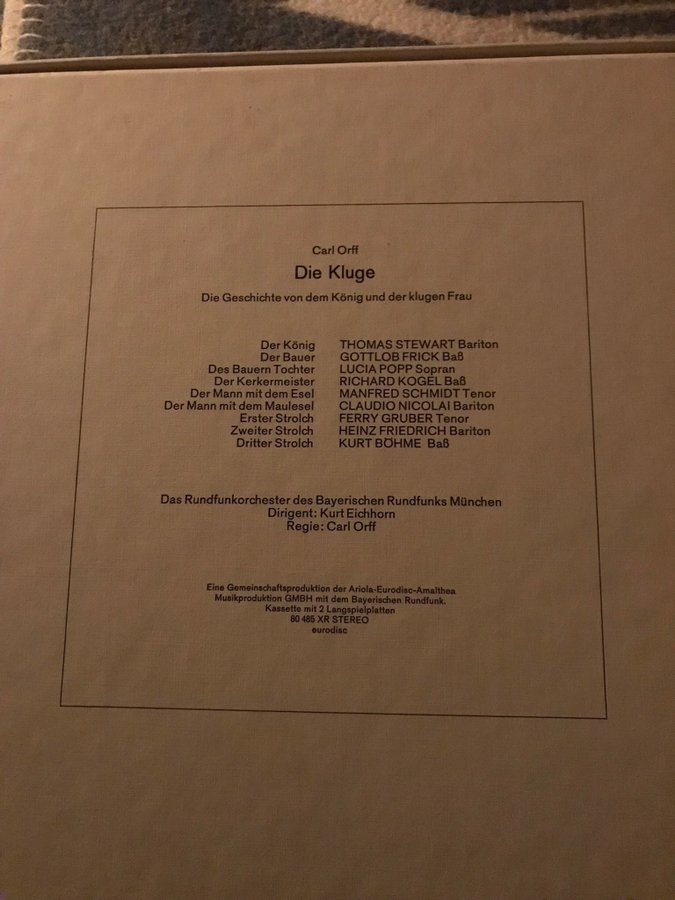 Carl Orff
Die Kluge
Die Geschichte von dem König und der klugen Frau
Der König THOMAS STEWART Bariton
Der Bauer GOTTLOB FRICK Baß
Des Bauern Tochter LUCIA POPP Sopran
Der Kerkermeister RICHARD KOGEL Baß
Der Mann mit dem Esel MANFRED SCHMIDT Tenor
Der Mann mit dem Maulesel CLAUDIO NICOLAI Bariton
Erster Strolch FERRY GRUBER Tenor
Zweiter Strolch HEINZ FRIEDRICH Bariton
Dritter Strolch KURT BÖHME Baß
Das Rundfunkorchester des Bayerischen Rundfunks München
Dirigent: Kurt Eichhorn
Regie: Carl Orff
Eine Gemeinschaftsproduktion der Ariola-Eurodisc-Amalthea
Musikproduktion GMBH mit dem Bayerischen Rundfunk.
Kassette mit 2 Langspielplatten
80 485 XR STEREO
eurodisc